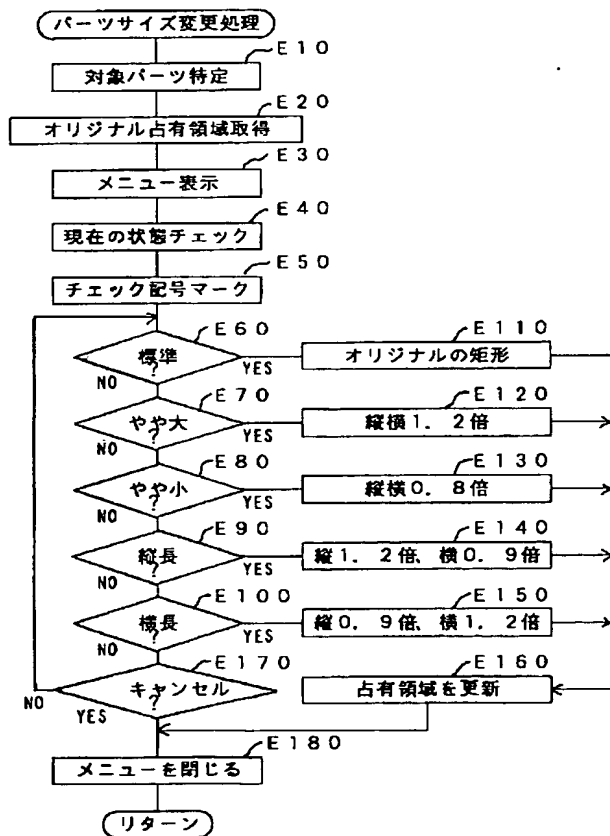 パーツサイズ変更処理
E10
対象パーツ特定
E20
オリジナル占有領域取得
E30
メニュー表示
E40
現在の状態チェック
E50
チェック記号マーク
E60
標準
?
NO
YES
E110
オリジナルの矩形
E70
やや大
?
NO
YES
E120
縦横1.2倍
E80
やや小
?
NO
YES
E130
縦横0.8倍
E90
縦長
?
NO
YES
E140
縦1.2倍、横0.9倍
E100
横長
?
NO
YES
E150
縦0.9倍、横1.2倍
E170
キャンセル
?
NO
YES
E160
占有領域を更新
E180
メニューを閉じる
リターン